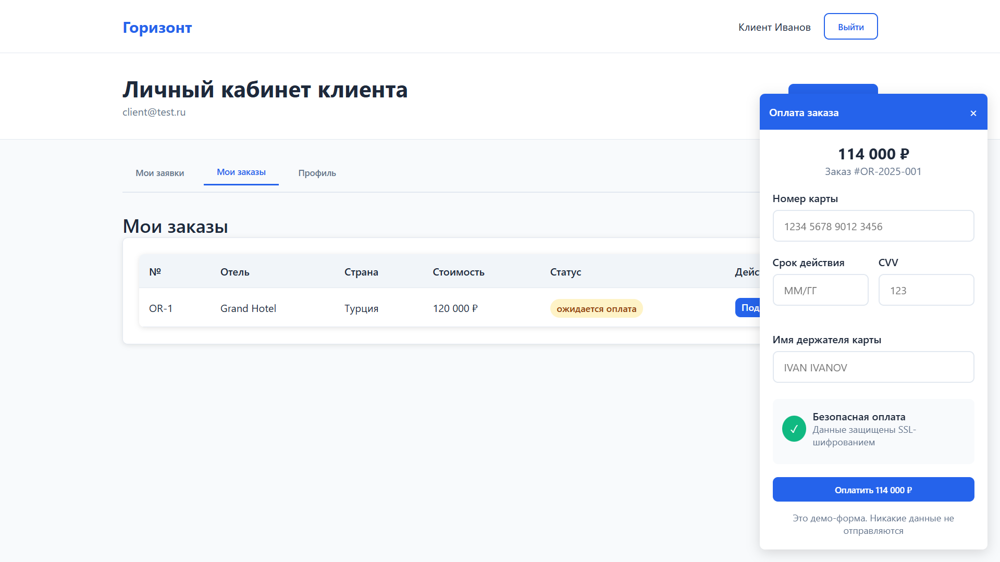 Горизонт
Клиент Иванов
Выйти
Личный кабинет клиента
client@test.ru
Мои заявки
Мои заказы
Профиль
Мои заказы
№ Отель Страна Стоимость Статус Дейс
OR-1 Grand Hotel Турция 120 000 ₽ ожидается оплата Под
Оплата заказа ×
114 000 ₽
Заказ #OR-2025-001
Номер карты
1234 5678 9012 3456
Срок действия CVV
ММ/ГГ 123
Имя держателя карты
IVAN IVANOV
✓
Безопасная оплата
Данные защищены SSL-
шифрованием
Оплатить 114 000 ₽
Это демо-форма. Никакие данные не
отправляются